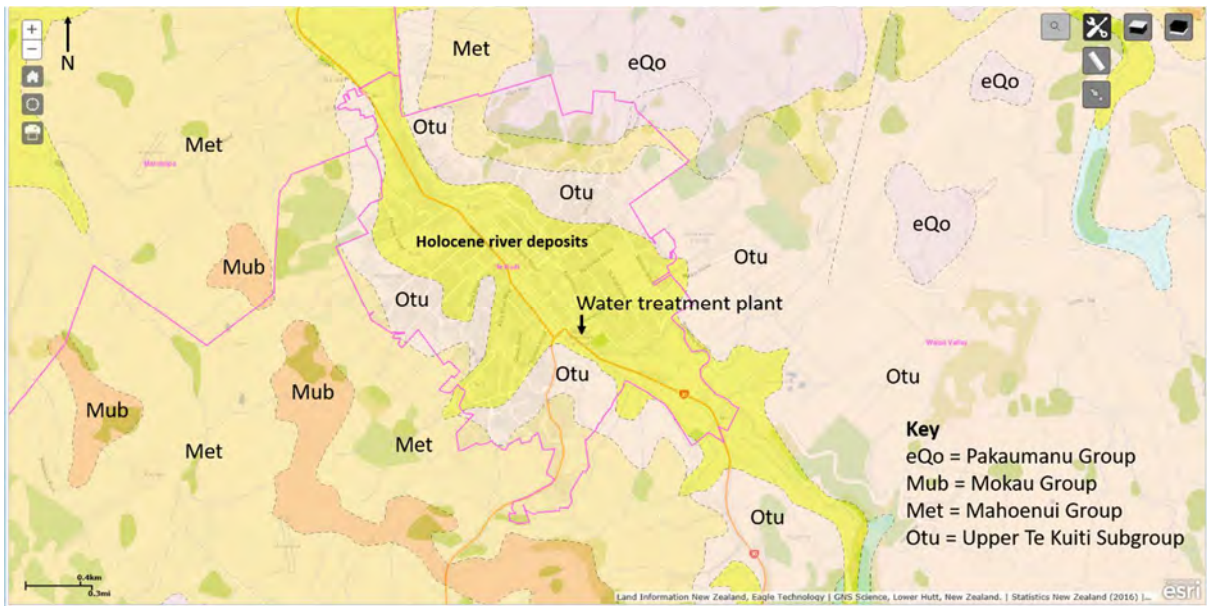 +
−
N
Met
eQo
eQo
Otu
Met
Otu
eQo
Holocene river deposits
Otu
Mub
Otu
Water treatment plant
Otu
Waipa Valley
Otu
Mub
Mub
Met
Met
Key
eQo = Pakaumanu Group
Mub = Mokau Group
Met = Mahoenui Group
Otu = Upper Te Kuiti Subgroup
Otu
0.4km
0.3mi
Land Information New Zealand, Eagle Technology | GNS Science, Lower Hutt, New Zealand. | Statistics New Zealand (2016) |...
esri